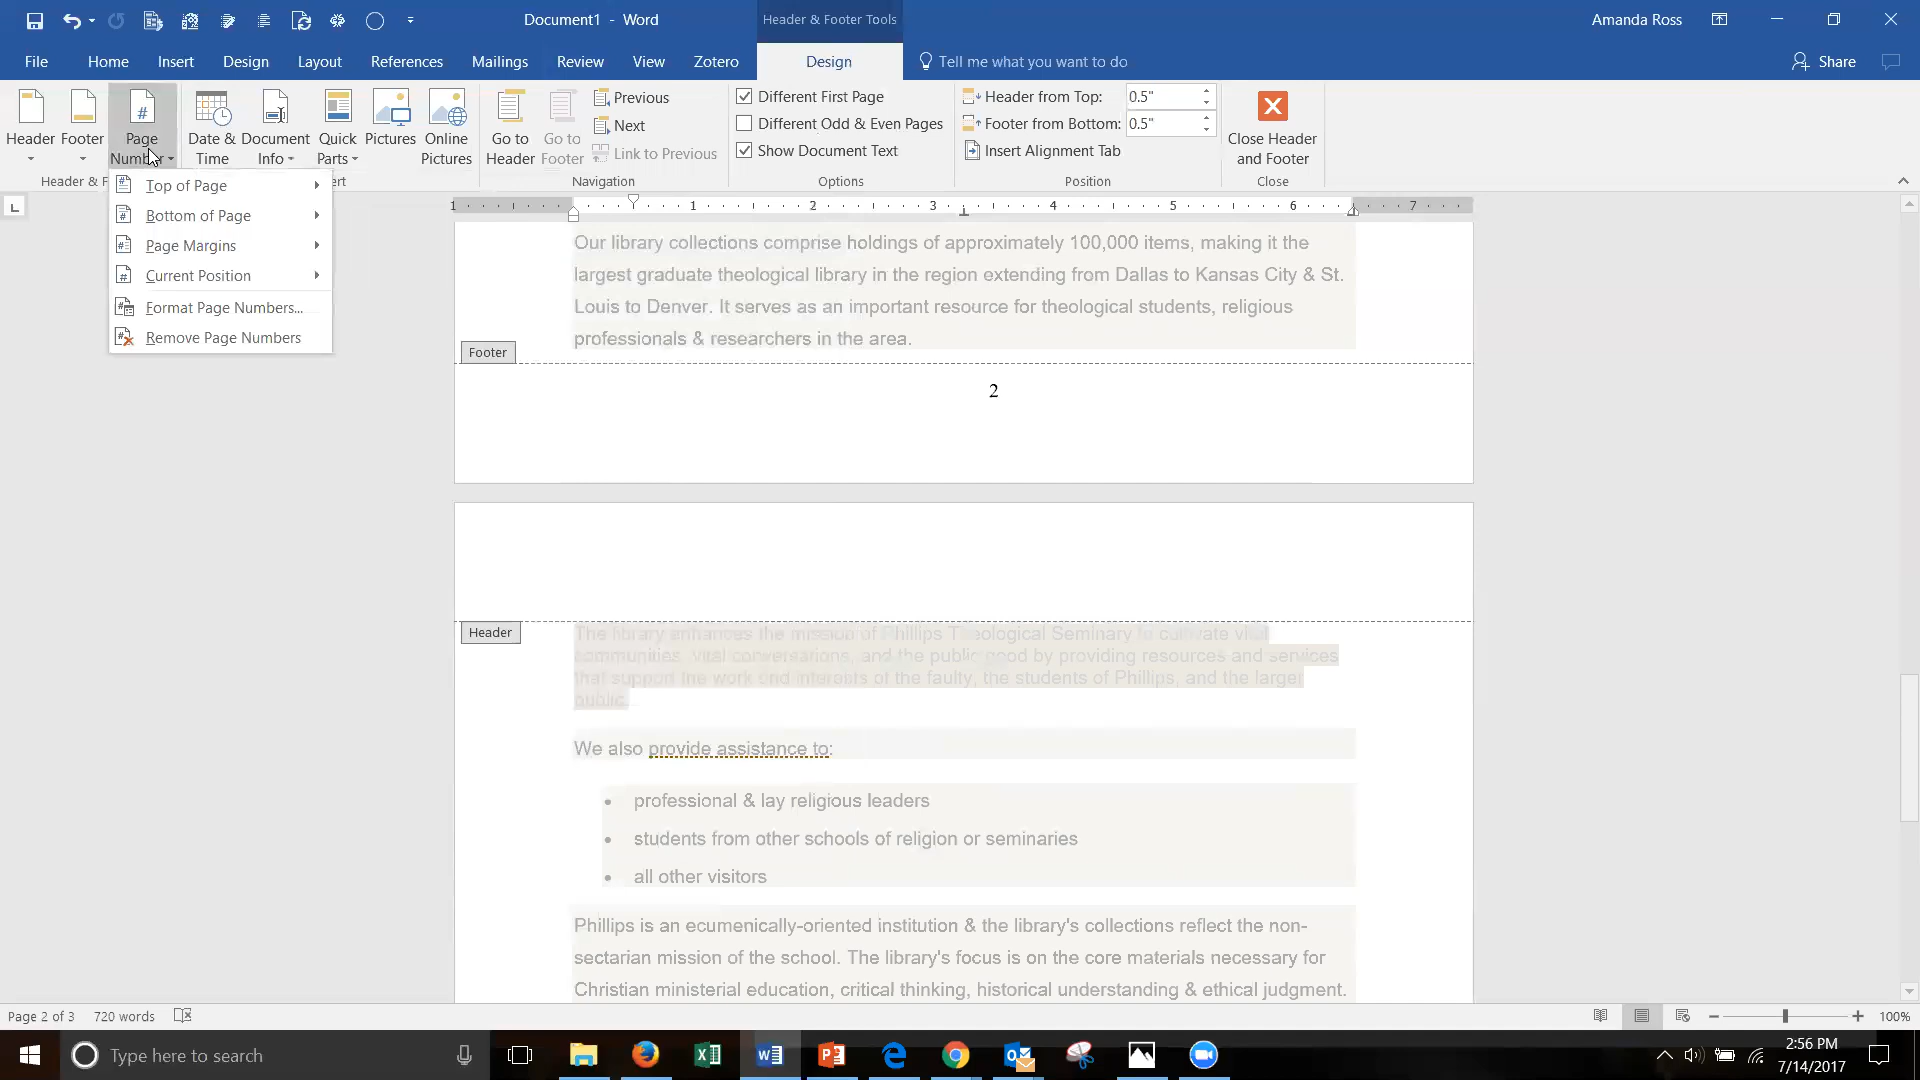 Document1 - Word
Header & Footer Tools
Amanda Ross
File Home Insert Design Layout References Mailings Review View Zotero Design Tell me what you want to do Share
Header Footer Page Number
Date & Time
Document Info
Quick Parts
Pictures
Online Pictures
Go to Header
Go to Footer
Previous
Next
Link to Previous
Different First Page
Different Odd & Even Pages
Show Document Text
Header from Top: 0.5"
Footer from Bottom: 0.5"
Insert Alignment Tab
Close Header and Footer
Header & F
rt
Navigation
Options
Position
Close
Top of Page
Bottom of Page
Page Margins
Current Position
Format Page Numbers...
Remove Page Numbers
1 1 2 3 4 5 6 7
Our library collections comprise holdings of approximately 100,000 items, making it the
largest graduate theological library in the region extending from Dallas to Kansas City & St.
Louis to Denver. It serves as an important resource for theological students, religious
professionals & researchers in the area.
Footer
2
Header
The library enhances the mission of Phillips Theological Seminary to cultivate vital
communities, vital conversations, and the public good by providing resources and services
that support the work and interests of the faulty, the students of Phillips, and the larger
public.
We also provide assistance to:
• professional & lay religious leaders
• students from other schools of religion or seminaries
• all other visitors
Phillips is an ecumenically-oriented institution & the library's collections reflect the non-
sectarian mission of the school. The library's focus is on the core materials necessary for
Christian ministerial education, critical thinking, historical understanding & ethical judgment.
Page 2 of 3 720 words
100%
Type here to search
2:56 PM
7/14/2017